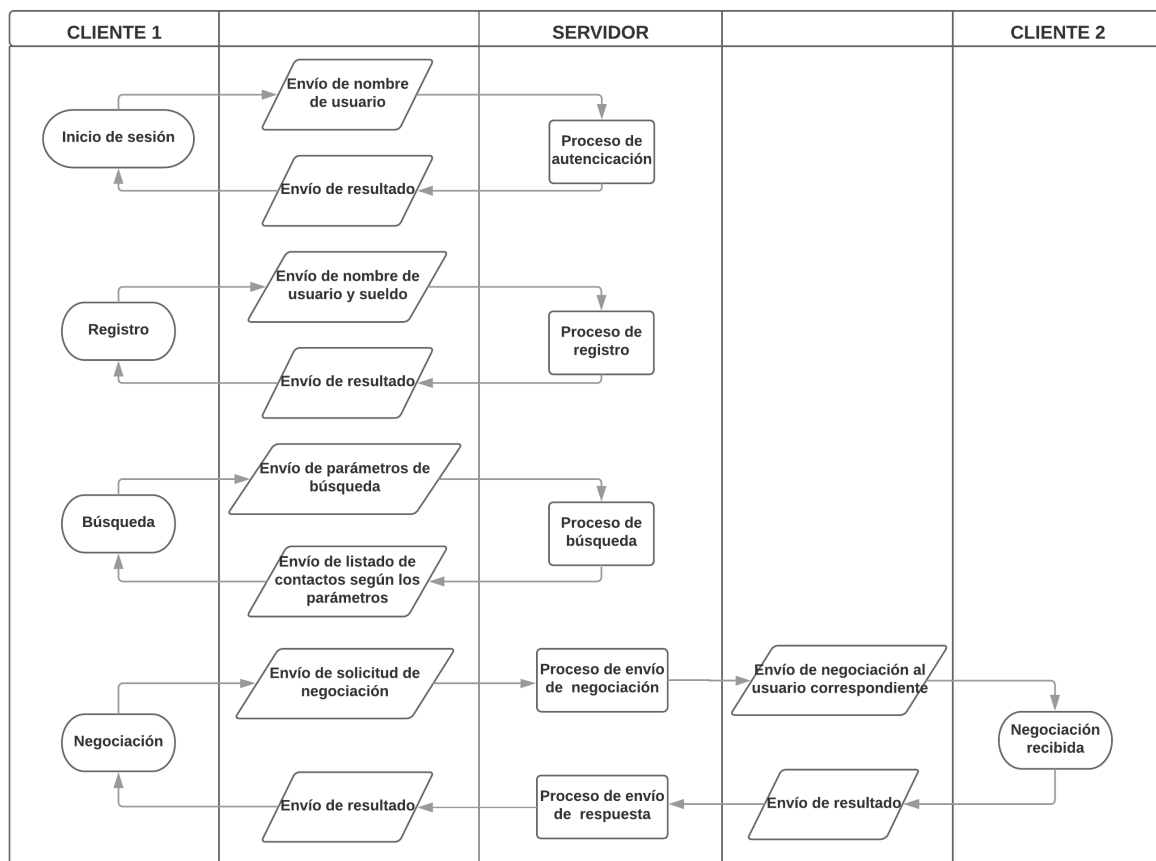 CLIENTE 1
SERVIDOR
CLIENTE 2
Envío de nombre
de usuario
Inicio de sesión
Proceso de
autencicación
Envío de resultado
Envío de nombre de
usuario y sueldo
Registro
Proceso de
registro
Envío de resultado
Envío de parámetros de
búsqueda
Búsqueda
Proceso de
búsqueda
Envío de listado de
contactos según los
parámetros
Envío de solicitud de
negociación
Proceso de envío
de negociación
Envío de negociación al
usuario correspondiente
Negociación
Negociación
recibida
Envío de resultado
Proceso de envío
de respuesta
Envío de resultado